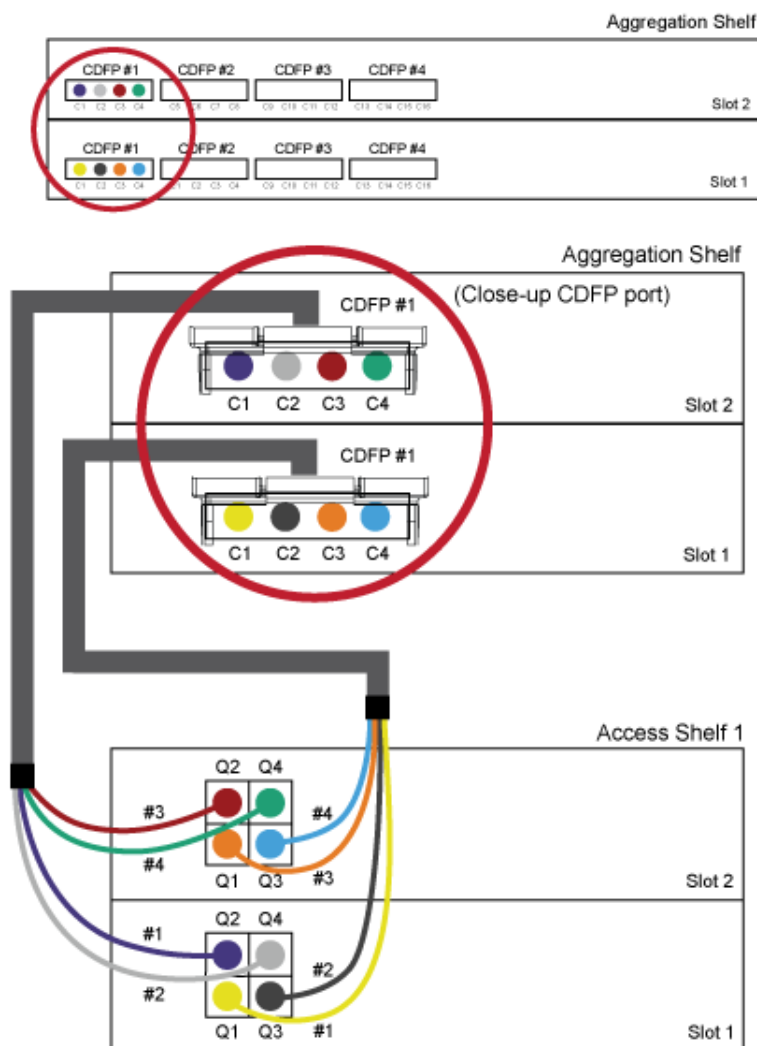 Aggregation Shelf
CDFP #1 CDFP #2 CDFP #3 CDFP #4
C1 C2 C3 C4 C5 C6 C7 C8 C9 C10 C11 C12 C13 C14 C15 C16
Slot 2
CDFP #1 CDFP #2 CDFP #3 CDFP #4
C1 C2 C3 C4 C1 C2 C3 C4 C9 C10 C11 C12 C13 C14 C15 C16
Slot 1
Aggregation Shelf
CDFP #1 (Close-up CDFP port)
C1 C2 C3 C4
Slot 2
CDFP #1
C1 C2 C3 C4
Slot 1
Access Shelf 1
Q2 Q4
#3 #4
#4 Q1 Q3 #3
Slot 2
Q2 Q4
#1
#2 #2
Q1 Q3 #1
Slot 1